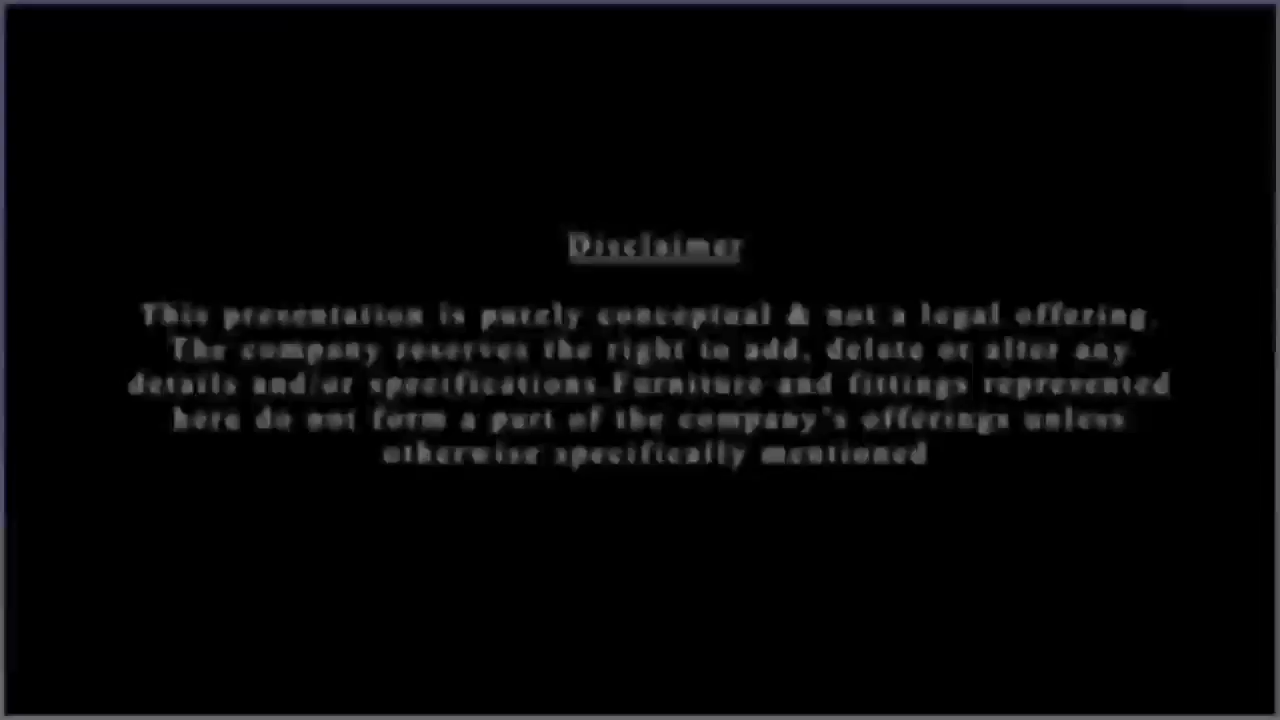 Disclaimer
This presentation is purely conceptual & not a legal offering.
The company reserves the right to add, delete or alter any
details and/or specifications Furniture and fittings represented
here do not form a part of the company's offerings unless
otherwise specifically mentioned